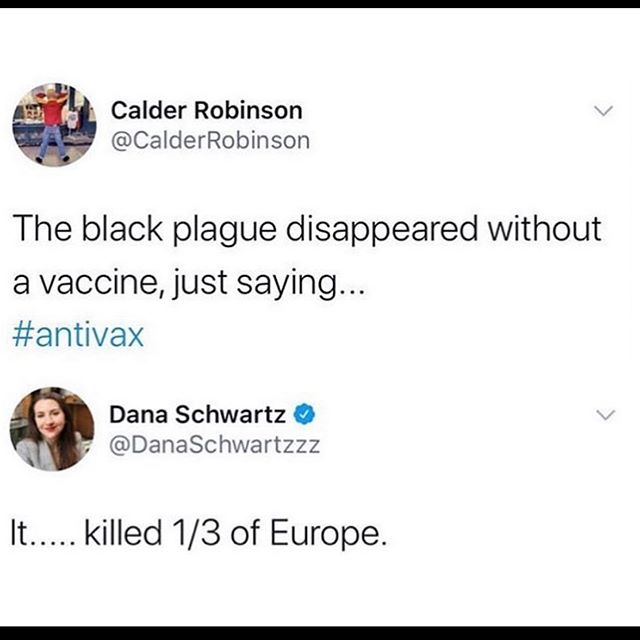 Calder Robinson
@CalderRobinson
The black plague disappeared without
a vaccine, just saying...
#antivax
Dana Schwartz
@DanaSchwartzzz
It..... killed 1/3 of Europe.